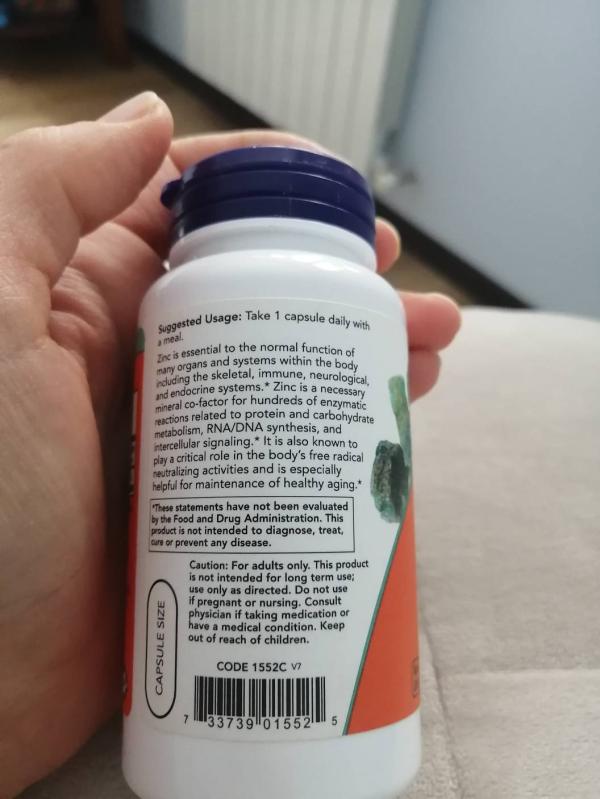 Suggested Usage: Take 1 capsule daily with
a meal.
Zinc is essential to the normal function of
many organs and systems within the body
including the skeletal, immune, neurological,
and endocrine systems.* Zinc is a necessary
mineral co-factor for hundreds of enzymatic
reactions related to protein and carbohydrate
metabolism, RNA/DNA synthesis, and
intercellular signaling.* It is also known to
play a critical role in the body's free radical
neutralizing activities and is especially
helpful for maintenance of healthy aging.*
*These statements have not been evaluated
by the Food and Drug Administration. This
product is not intended to diagnose, treat,
cure or prevent any disease.
Caution: For adults only. This product
is not intended for long term use;
use only as directed. Do not use
if pregnant or nursing. Consult
physician if taking medication or
have a medical condition. Keep
out of reach of children.
CAPSULE SIZE
CODE 1552C V7
7 33739 01552 5